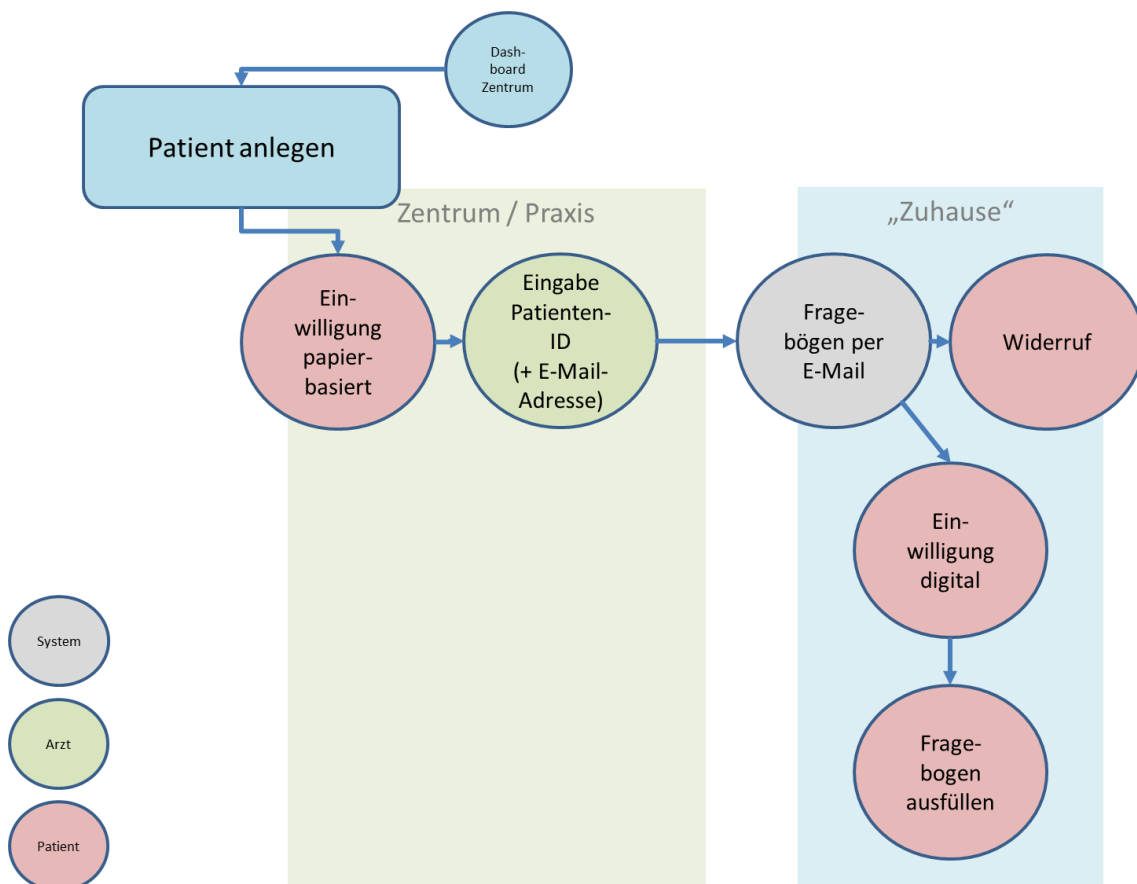 Dash-
board
Zentrum
Patient anlegen
Zentrum / Praxis
„Zuhause“
Ein-
willigung
papier-
basiert
Eingabe
Patienten-
ID
(+ E-Mail-
Adresse)
Frage-
bögen per
E-Mail
Widerruf
Ein-
willigung
digital
Frage-
bogen
ausfüllen
System
Arzt
Patient